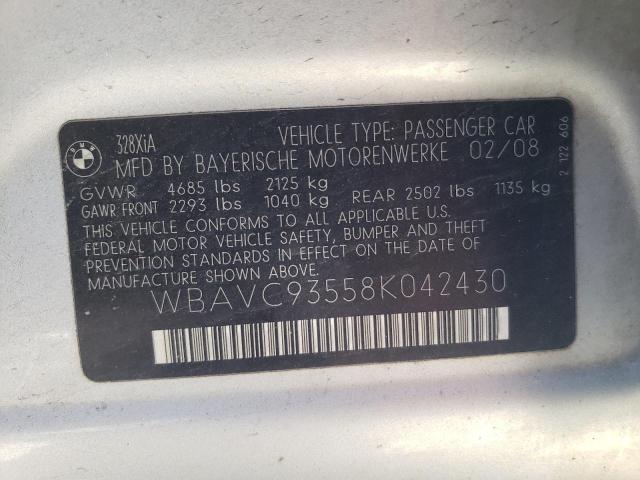 BMW
328XiA VEHICLE TYPE: PASSENGER CAR
MFD BY BAYERISCHE MOTORENWERKE 02/08
GVWR 4685 lbs 2125 kg
GAWR FRONT 2293 lbs 1040 kg REAR 2502 lbs 1135 kg
THIS VEHICLE CONFORMS TO ALL APPLICABLE U.S.
FEDERAL MOTOR VEHICLE SAFETY, BUMPER AND THEFT
PREVENTION STANDARDS IN EFFECT ON THE DATE OF
MANUFACTURE SHOWN ABOVE:
WBAVC93558K042430
2 122 606